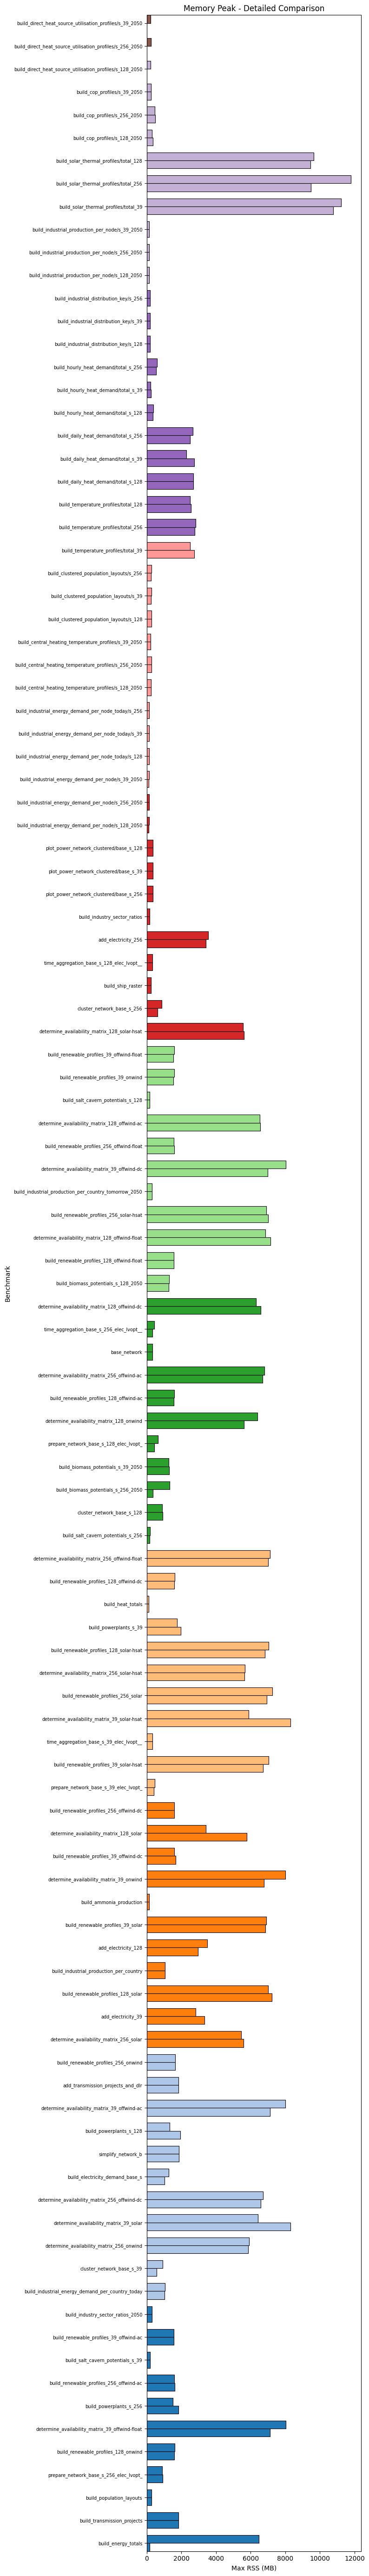 Memory Peak - Detailed Comparison
build_direct_heat_source_utilisation_profiles/s_39_2050
build_direct_heat_source_utilisation_profiles/s_256_2050
build_direct_heat_source_utilisation_profiles/s_128_2050
build_cop_profiles/s_39_2050
build_cop_profiles/s_256_2050
build_cop_profiles/s_128_2050
build_solar_thermal_profiles/total_128
build_solar_thermal_profiles/total_256
build_solar_thermal_profiles/total_39
build_industrial_production_per_node/s_39_2050
build_industrial_production_per_node/s_256_2050
build_industrial_production_per_node/s_128_2050
build_industrial_distribution_key/s_256
build_industrial_distribution_key/s_39
build_industrial_distribution_key/s_128
build_hourly_heat_demand/total_s_256
build_hourly_heat_demand/total_s_39
build_hourly_heat_demand/total_s_128
build_daily_heat_demand/total_s_256
build_daily_heat_demand/total_s_39
build_daily_heat_demand/total_s_128
build_temperature_profiles/total_128
build_temperature_profiles/total_256
build_temperature_profiles/total_39
build_clustered_population_layouts/s_256
build_clustered_population_layouts/s_39
build_clustered_population_layouts/s_128
build_central_heating_temperature_profiles/s_39_2050
build_central_heating_temperature_profiles/s_256_2050
build_central_heating_temperature_profiles/s_128_2050
build_industrial_energy_demand_per_node_today/s_256
build_industrial_energy_demand_per_node_today/s_39
build_industrial_energy_demand_per_node_today/s_128
build_industrial_energy_demand_per_node/s_39_2050
build_industrial_energy_demand_per_node/s_256_2050
build_industrial_energy_demand_per_node/s_128_2050
plot_power_network_clustered/base_s_128
plot_power_network_clustered/base_s_39
plot_power_network_clustered/base_s_256
build_industry_sector_ratios
add_electricity_256
time_aggregation_base_s_128_elec_lvopt__
build_ship_raster
cluster_network_base_s_256
determine_availability_matrix_128_solar-hsat
build_renewable_profiles_39_offwind-float
build_renewable_profiles_39_onwind
build_salt_cavern_potentials_s_128
determine_availability_matrix_128_offwind-ac
build_renewable_profiles_256_offwind-float
determine_availability_matrix_39_offwind-dc
build_industrial_production_per_country_tomorrow_2050
build_renewable_profiles_256_solar-hsat
determine_availability_matrix_128_offwind-float
build_renewable_profiles_128_offwind-float
build_biomass_potentials_s_128_2050
determine_availability_matrix_128_offwind-dc
time_aggregation_base_s_256_elec_lvopt__
base_network
determine_availability_matrix_256_offwind-ac
build_renewable_profiles_128_offwind-ac
determine_availability_matrix_128_onwind
prepare_network_base_s_128_elec_lvopt_
build_biomass_potentials_s_39_2050
build_biomass_potentials_s_256_2050
cluster_network_base_s_128
build_salt_cavern_potentials_s_256
determine_availability_matrix_256_offwind-float
build_renewable_profiles_128_offwind-dc
build_heat_totals
build_powerplants_s_39
build_renewable_profiles_128_solar-hsat
determine_availability_matrix_256_solar-hsat
build_renewable_profiles_256_solar
determine_availability_matrix_39_solar-hsat
time_aggregation_base_s_39_elec_lvopt__
build_renewable_profiles_39_solar-hsat
prepare_network_base_s_39_elec_lvopt_
build_renewable_profiles_256_offwind-dc
determine_availability_matrix_128_solar
build_renewable_profiles_39_offwind-dc
determine_availability_matrix_39_onwind
build_ammonia_production
build_renewable_profiles_39_solar
add_electricity_128
build_industrial_production_per_country
build_renewable_profiles_128_solar
add_electricity_39
determine_availability_matrix_256_solar
build_renewable_profiles_256_onwind
add_transmission_projects_and_dlr
determine_availability_matrix_39_offwind-ac
build_powerplants_s_128
simplify_network_b
build_electricity_demand_base_s
determine_availability_matrix_256_offwind-dc
determine_availability_matrix_39_solar
determine_availability_matrix_256_onwind
cluster_network_base_s_39
build_industrial_energy_demand_per_country_today
build_industry_sector_ratios_2050
build_renewable_profiles_39_offwind-ac
build_salt_cavern_potentials_s_39
build_renewable_profiles_256_offwind-ac
build_powerplants_s_256
determine_availability_matrix_39_offwind-float
build_renewable_profiles_128_onwind
prepare_network_base_s_256_elec_lvopt_
build_population_layouts
build_transmission_projects
build_energy_totals
Benchmark
0 2000 4000 6000 8000 10000 12000
Max RSS (MB)